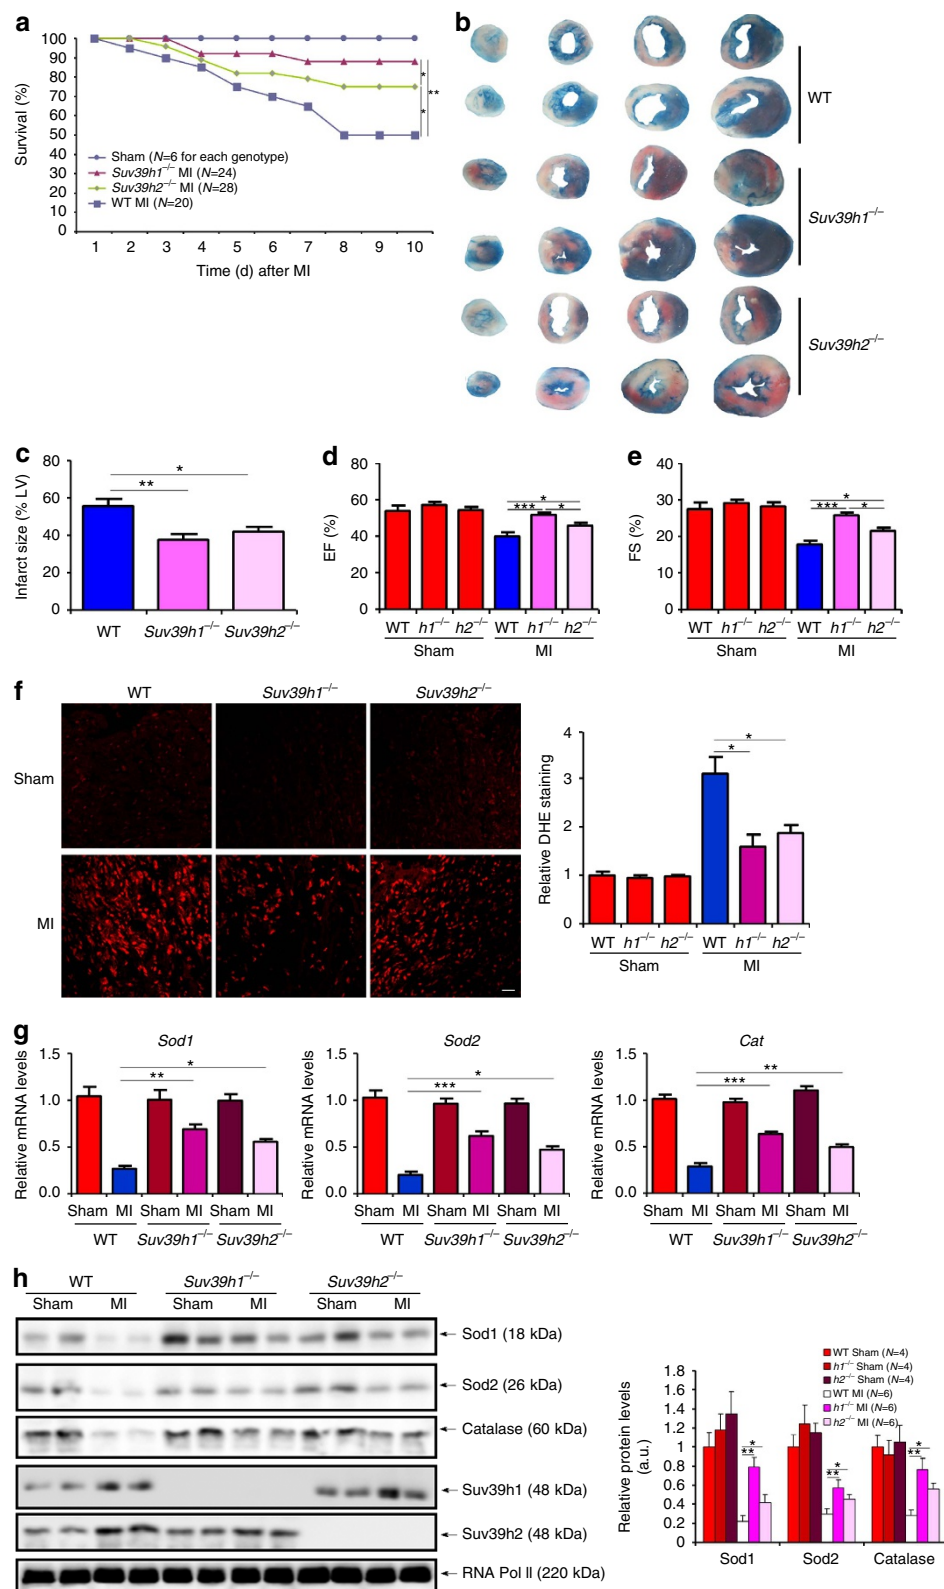 a
Survival (%)
100
90
80
70
60
50
40
30
20
10
0
1 2 3 4 5 6 7 8 9 10
Time (d) after MI
Sham (N=6 for each genotype)
Suv39h1–/– MI (N=24)
Suv39h2–/– MI (N=28)
WT MI (N=20)
*
*
**
b
WT
Suv39h1–/–
Suv39h2–/–
c
Infarct size (% LV)
80
60
40
20
0
*
**
WT Suv39h1–/– Suv39h2–/–
d
EF (%)
80
60
40
20
0
*
*** *
WT h1–/– h2–/– WT h1–/– h2–/–
Sham MI
e
FS (%)
40
30
20
10
0
*
*** *
WT h1–/– h2–/– WT h1–/– h2–/–
Sham MI
f
WT Suv39h1–/– Suv39h2–/–
Sham
MI
Relative DHE staining
4
3
2
1
0
*
*
WT h1–/– h2–/– WT h1–/– h2–/–
Sham MI
g
Sod1
Relative mRNA levels
1.5
1.0
0.5
0.0
*
**
Sham MI Sham MI Sham MI
WT Suv39h1–/– Suv39h2–/–
Sod2
Relative mRNA levels
1.5
1.0
0.5
0.0
*
***
Sham MI Sham MI Sham MI
WT Suv39h1–/– Suv39h2–/–
Cat
Relative mRNA levels
1.5
1.0
0.5
0.0
**
***
Sham MI Sham MI Sham MI
WT Suv39h1–/– Suv39h2–/–
h
WT Suv39h1–/– Suv39h2–/–
Sham MI Sham MI Sham MI
Sod1 (18 kDa)
Sod2 (26 kDa)
Catalase (60 kDa)
Suv39h1 (48 kDa)
Suv39h2 (48 kDa)
RNA Pol II (220 kDa)
WT Sham (N=4)
h1–/– Sham (N=4)
h2–/– Sham (N=4)
WT MI (N=6)
h1–/– MI (N=6)
h2–/– MI (N=6)
Relative protein levels
(a.u.)
1.8
1.6
1.4
1.2
1
0.8
0.6
0.4
0.2
0
*
**
*
**
*
**
Sod1 Sod2 Catalase